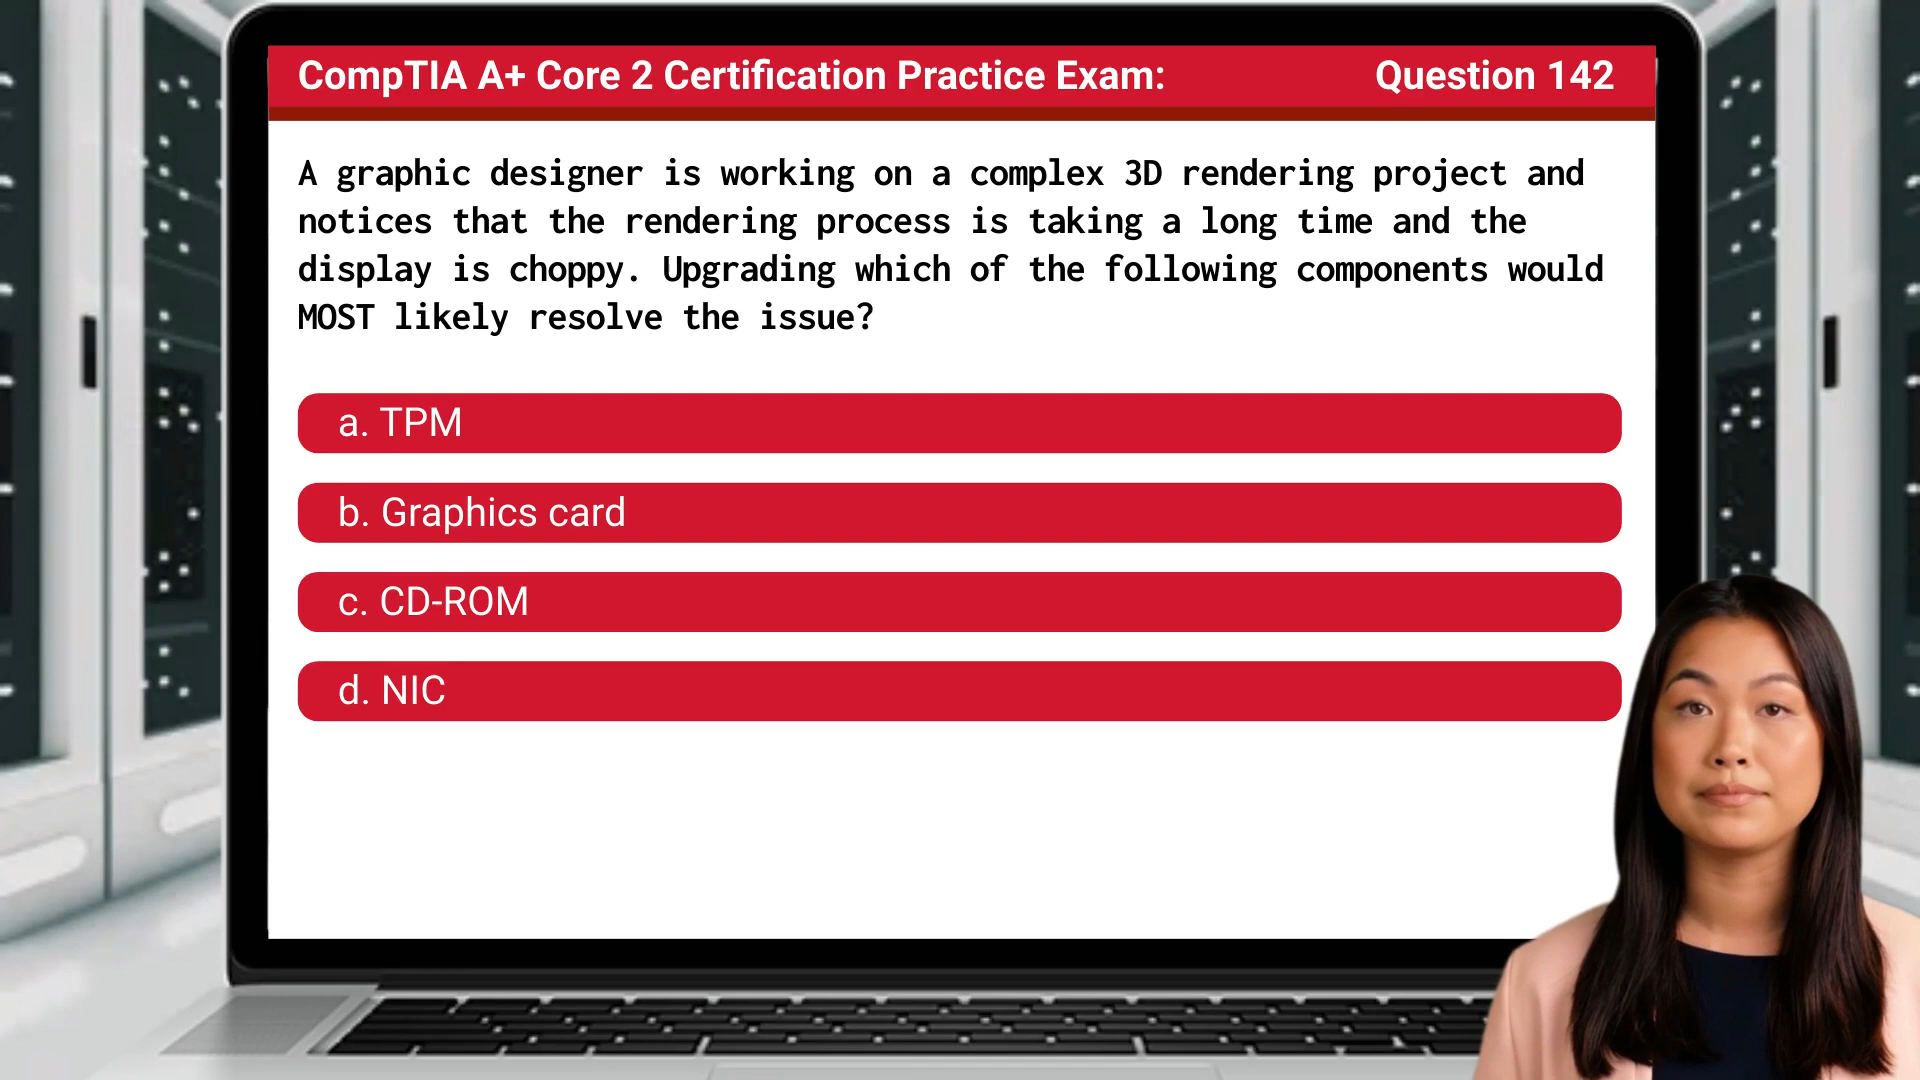 CompTIA A+ Core 2 Certification Practice Exam: Question 142
A graphic designer is working on a complex 3D rendering project and
notices that the rendering process is taking a long time and the
display is choppy. Upgrading which of the following components would
MOST likely resolve the issue?
a. TPM
b. Graphics card
c. CD-ROM
d. NIC